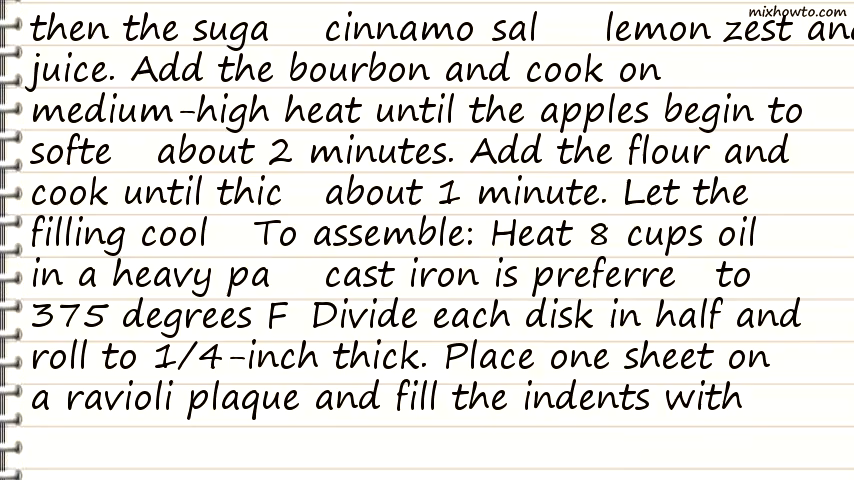 mixhowto.com
then the suga cinnamo sal lemon zest an
juice. Add the bourbon and cook on
medium-high heat until the apples begin to
softe about 2 minutes. Add the flour and
cook until thic about 1 minute. Let the
filling cool To assemble: Heat 8 cups oil
in a heavy pa cast iron is preferre to
375 degrees F Divide each disk in half and
roll to 1/4-inch thick. Place one sheet on
a ravioli plaque and fill the indents with